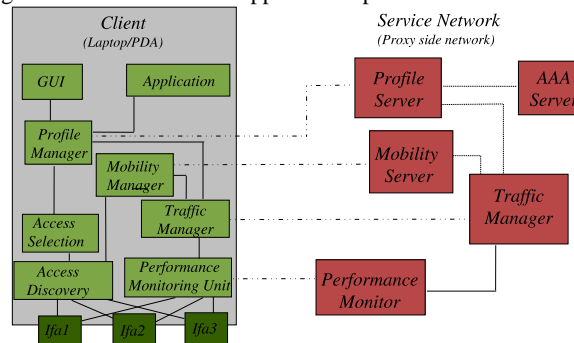 Client
(Laptop/PDA)
Service Network
(Proxy side network)
GUI
Application
Profile
Manager
Mobility
Manager
Access
Selection
Traffic
Manager
Access
Discovery
Performance
Monitoring Unit
Ifa1
Ifa2
Ifa3
Profile
Server
AAA
Server
Mobility
Server
Traffic
Manager
Performance
Monitor